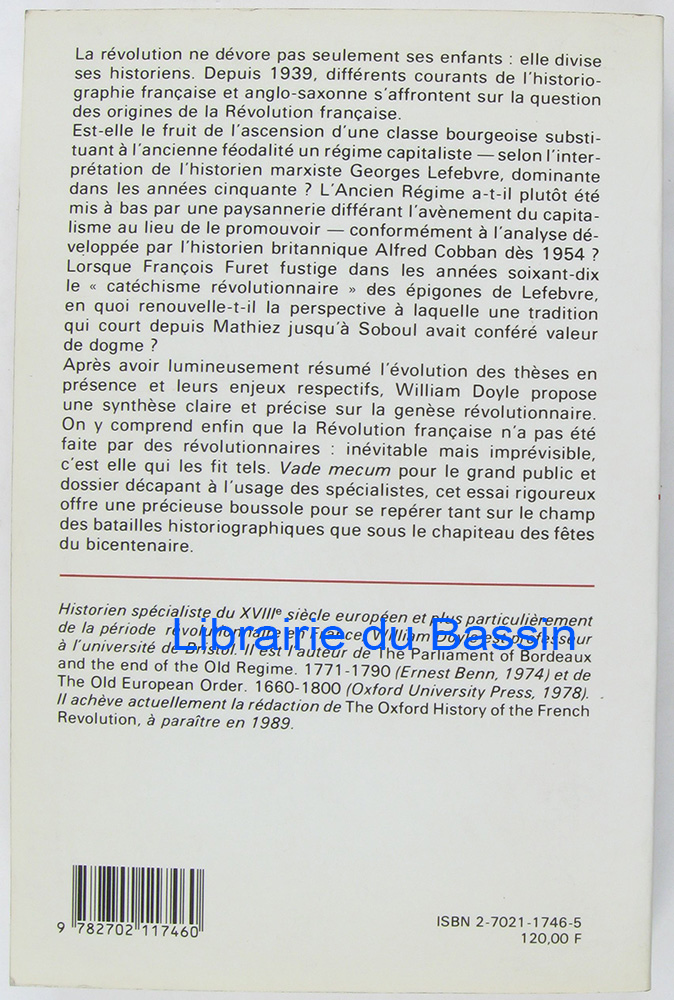 La révolution ne dévore pas seulement ses enfants : elle divise
ses historiens. Depuis 1939, différents courants de l'historio-
graphie française et anglo-saxonne s'affrontent sur la question
des origines de la Révolution française.
Est-elle le fruit de l'ascension d'une classe bourgeoise substi-
tuant à l'ancienne féodalité un régime capitaliste — selon l'inter-
prétation de l'historien marxiste Georges Lefebvre, dominante
dans les années cinquante ? L'Ancien Régime a-t-il plutôt été
mis à bas par une paysannerie différant l'avènement du capita-
lisme au lieu de le promouvoir — conformément à l'analyse dé-
veloppée par l'historien britannique Alfred Cobban dès 1954 ?
Lorsque François Furet fustige dans les années soixant-dix
le « catéchisme révolutionnaire » des épigones de Lefebvre,
en quoi renouvelle-t-il la perspective à laquelle une tradition
qui court depuis Mathiez jusqu'à Soboul avait conféré valeur
de dogme ?
Après avoir lumineusement résumé l'évolution des thèses en
présence et leurs enjeux respectifs, William Doyle propose
une synthèse claire et précise sur la genèse révolutionnaire.
On y comprend enfin que la Révolution française n'a pas été
faite par des révolutionnaires : inévitable mais imprévisible,
c'est elle qui les fit tels. Vade mecum pour le grand public et
dossier décapant à l'usage des spécialistes, cet essai rigoureux
offre une précieuse boussole pour se repérer tant sur le champ
des batailles historiographiques que sous le chapiteau des fêtes
du bicentenaire.
Historien spécialiste du XVIIIe siècle européen et plus particulièrement
de la période révolutionnaire en France, William Doyle est professeur
à l'université de Bristol. Il est l'auteur de The Parliament of Bordeaux
and the end of the Old Regime. 1771-1790 (Ernest Benn, 1974) et de
The Old European Order. 1660-1800 (Oxford University Press, 1978).
Il achève actuellement la rédaction de The Oxford History of the French
Revolution, à paraître en 1989.
Librairie du Bassin
9 782702 117460
ISBN 2-7021-1746-5
120,00 F